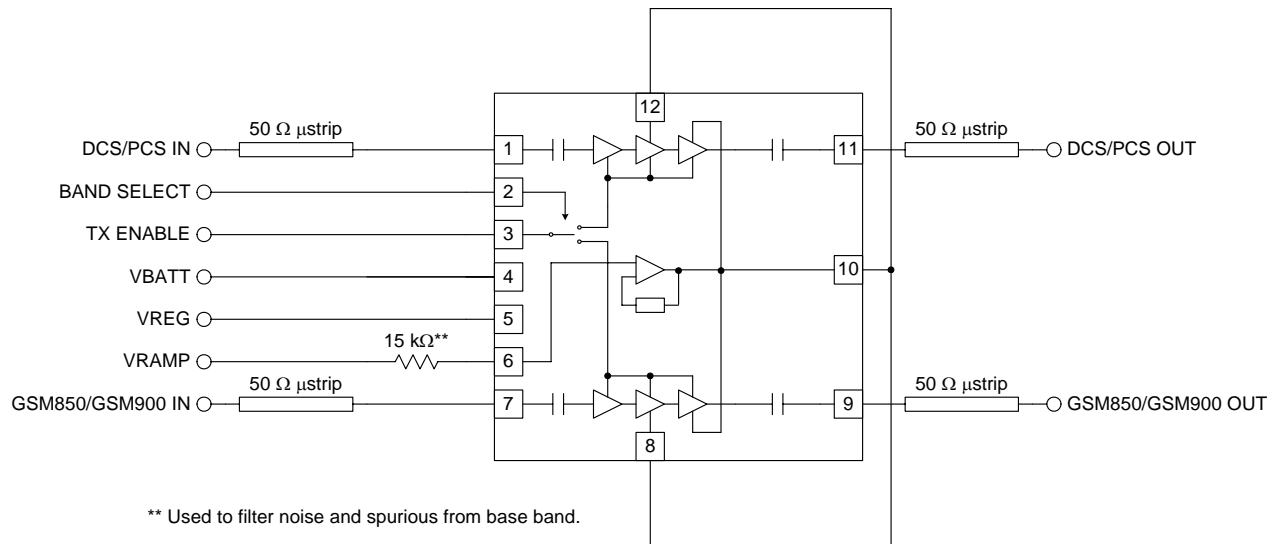 12
50 Ω μstrip
50 Ω μstrip
DCS/PCS IN
1
11
DCS/PCS OUT
BAND SELECT
2
TX ENABLE
3
VBATT
4
10
VREG
5
15 kΩ**
VRAMP
6
50 Ω μstrip
50 Ω μstrip
GSM850/GSM900 IN
7
9
GSM850/GSM900 OUT
8
** Used to filter noise and spurious from base band.